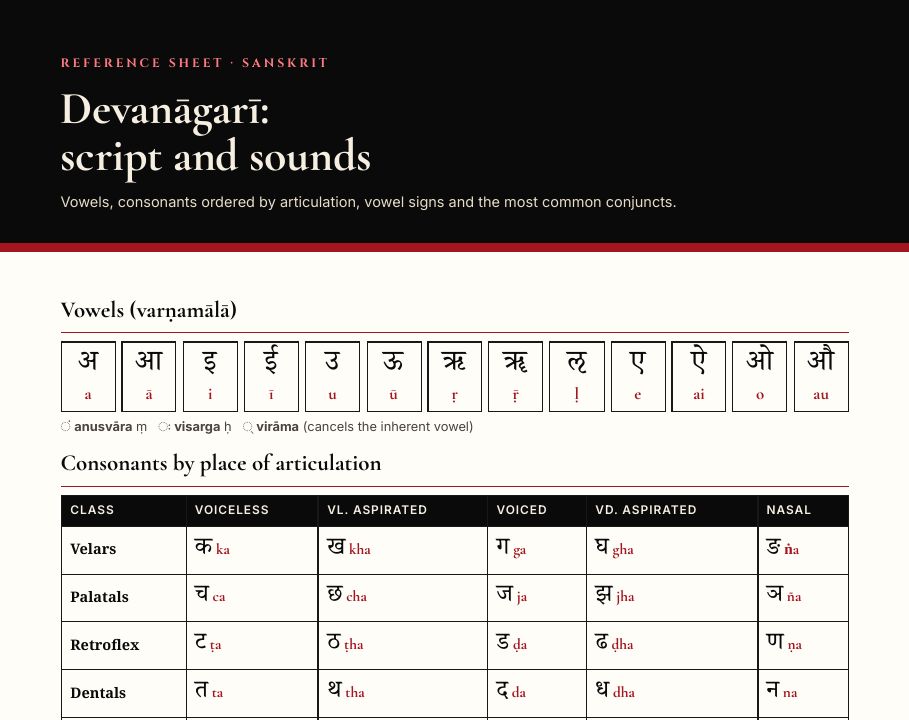 REFERENCE SHEET · SANSKRIT
Devanāgarī:
script and sounds
Vowels, consonants ordered by articulation, vowel signs and the most common conjuncts.
Vowels (varṇamālā)
अ आ इ ई उ ऊ ऋ ॠ ऌ ए ऐ ओ औ
a ā i ī u ū ṛ ṝ ḷ e ai o au
ं anusvāra ṃ ः visarga ḥ ् virāma (cancels the inherent vowel)
Consonants by place of articulation
CLASS VOICELESS VL. ASPIRATED VOICED VD. ASPIRATED NASAL
Velars क ka ख kha ग ga घ gha ङ ṅa
Palatals च ca छ cha ज ja झ jha ञ ña
Retroflex ट ṭa ठ ṭha ड ḍa ढ ḍha ण ṇa
Dentals त ta थ tha द da ध dha न na